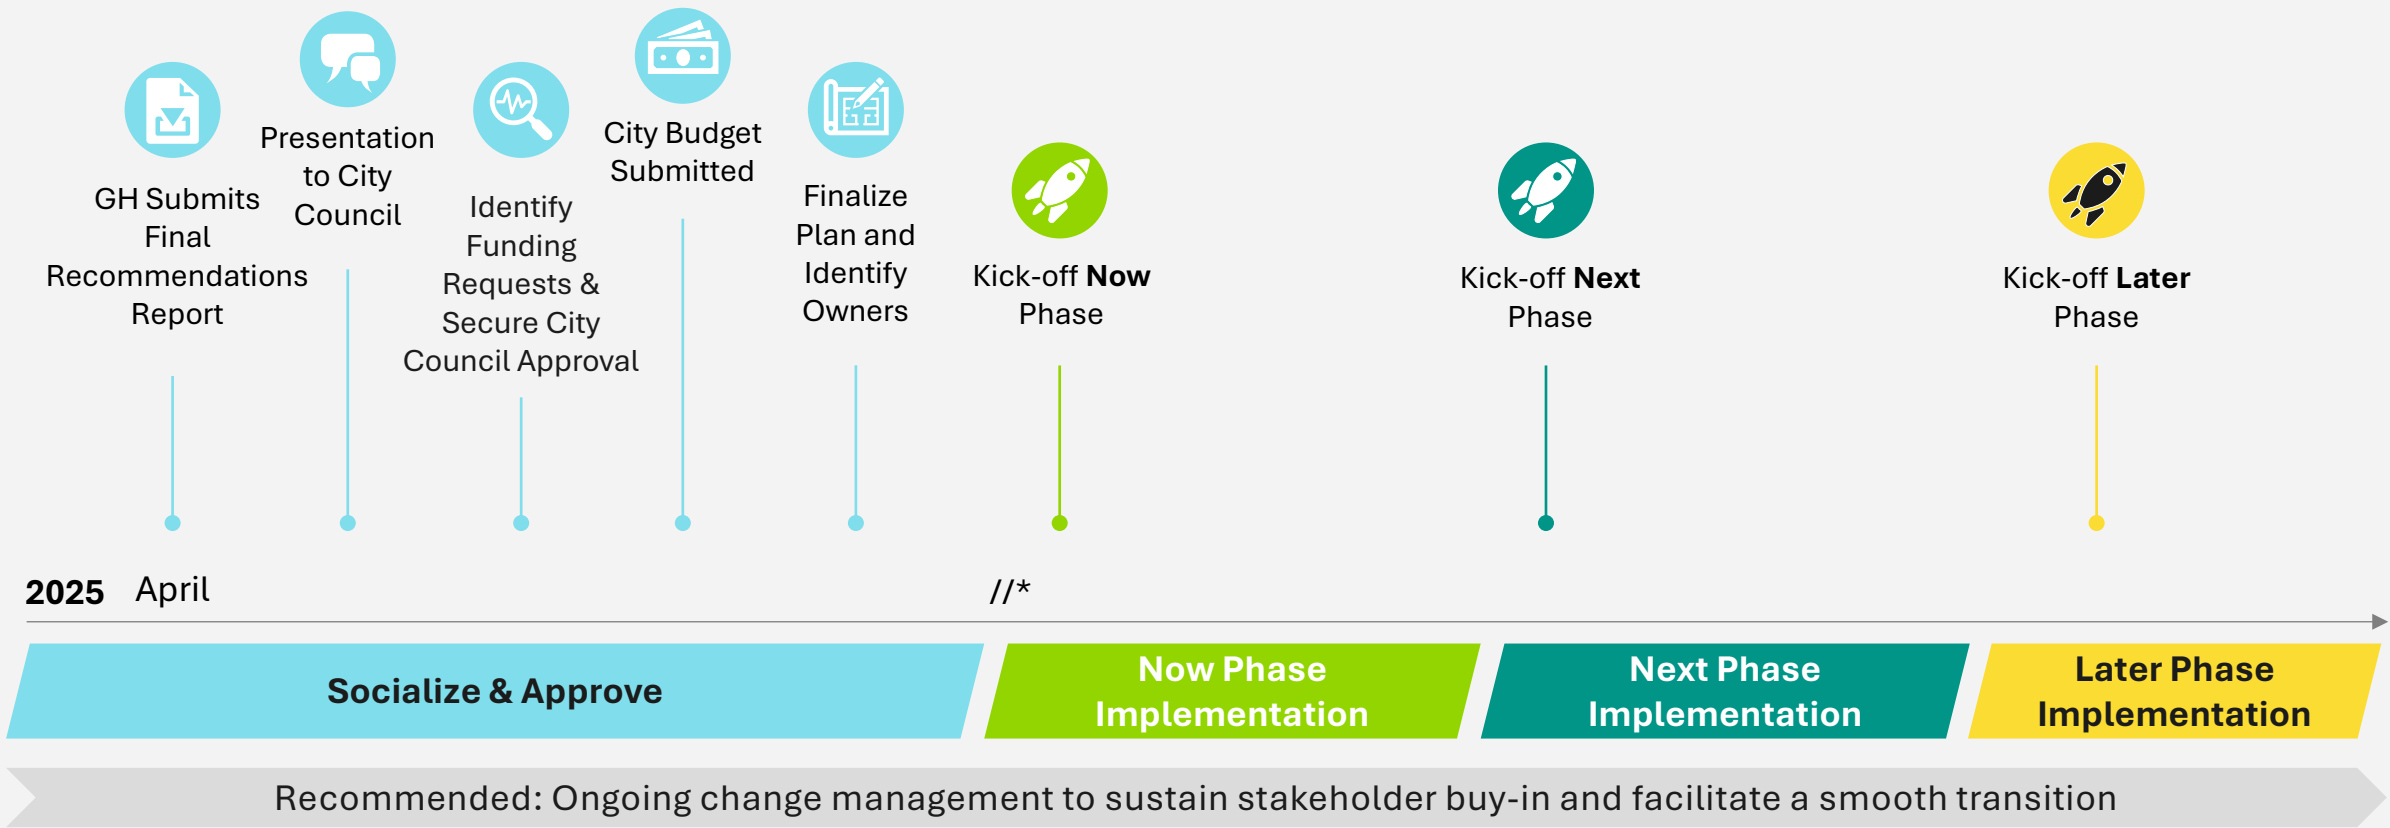 GH Submits
Final
Recommendations
Report
Presentation
to City
Council
Identify
Funding
Requests &
Secure City
Council Approval
City Budget
Submitted
Finalize
Plan and
Identify
Owners
Kick-off Now
Phase
Kick-off Next
Phase
Kick-off Later
Phase
2025 April
//*
Socialize & Approve
Now Phase
Implementation
Next Phase
Implementation
Later Phase
Implementation
Recommended: Ongoing change management to sustain stakeholder buy-in and facilitate a smooth transition